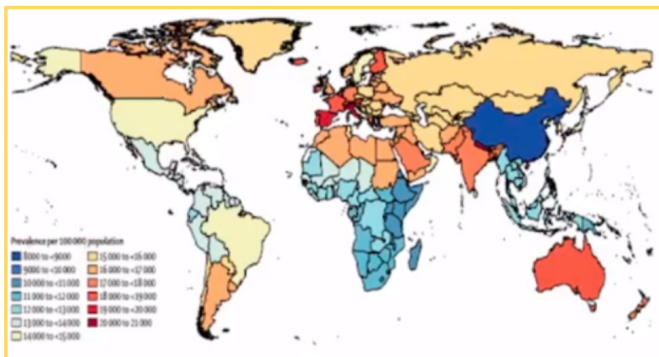 Prevalence per 100 000 population
8000 to <9000
9000 to <10 000
10 000 to <11 000
11 000 to <12 000
12 000 to <13 000
13 000 to <14 000
14 000 to <15 000
15 000 to <16 000
16 000 to <17 000
17 000 to <18 000
18 000 to <19 000
19 000 to <20 000
20 000 to 21 000